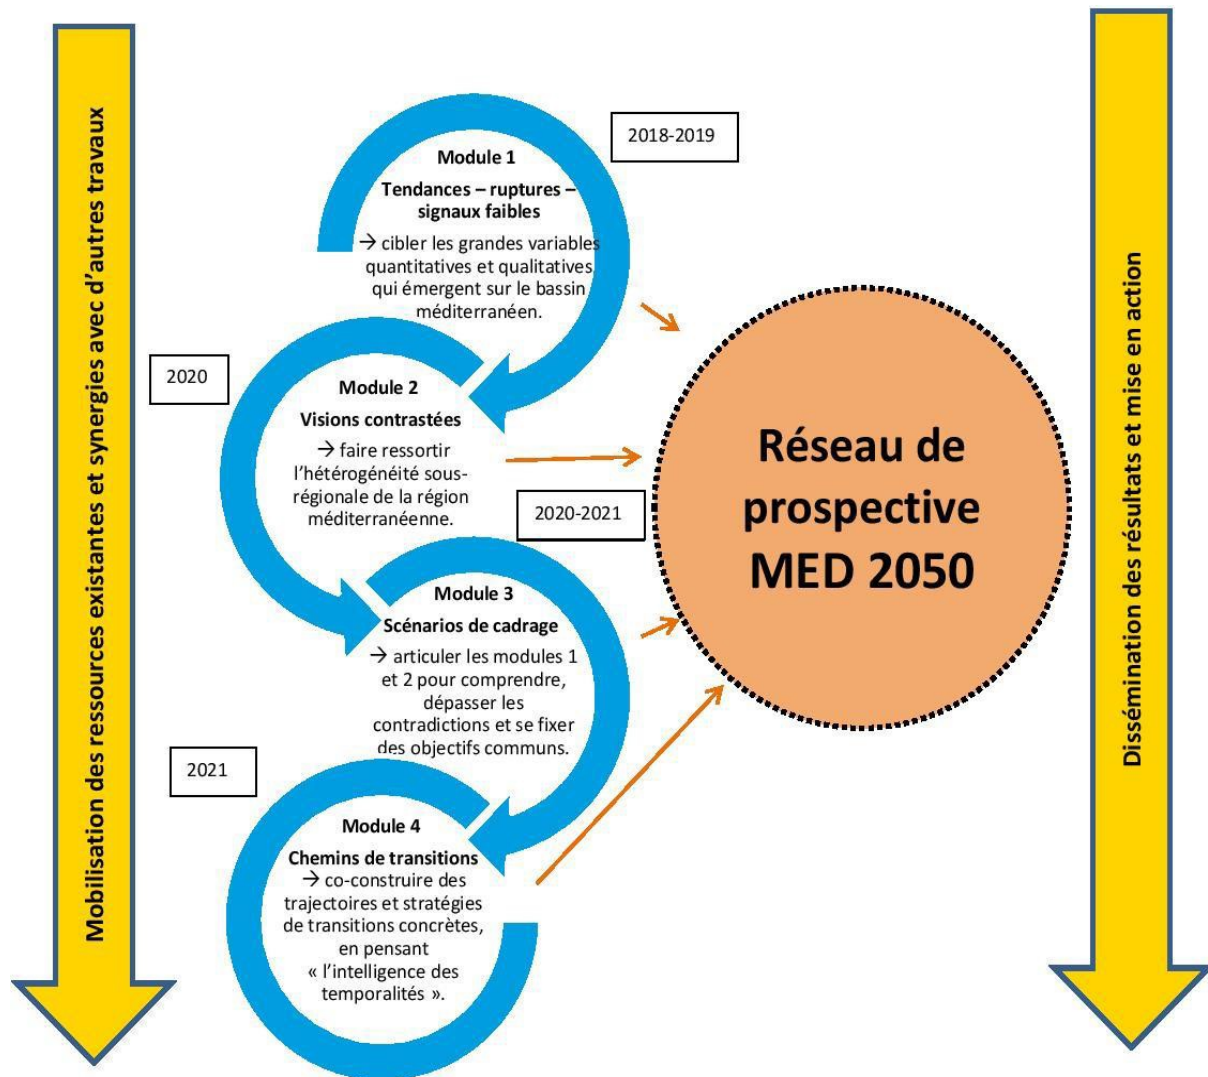 Mobilisation des ressources existantes et synergies avec d'autres travaux
2018-2019
Module 1
Tendances – ruptures –
signaux faibles
→ cibler les grandes variables
quantitatives et qualitatives
qui émergent sur le bassin
méditerranéen.
2020
Module 2
Visions contrastées
→ faire ressortir
l'hétérogénéité sous-
régionale de la région
méditerranéenne.
2020-2021
Module 3
Scénarios de cadrage
→ articuler les modules 1
et 2 pour comprendre,
dépasser les
contradictions et se fixer
des objectifs communs.
2021
Module 4
Chemins de transitions
→ co-construire des
trajectoires et stratégies
de transitions concrètes,
en pensant
« l'intelligence des
temporalités ».
Réseau de
prospective
MED 2050
Dissémination des résultats et mise en action